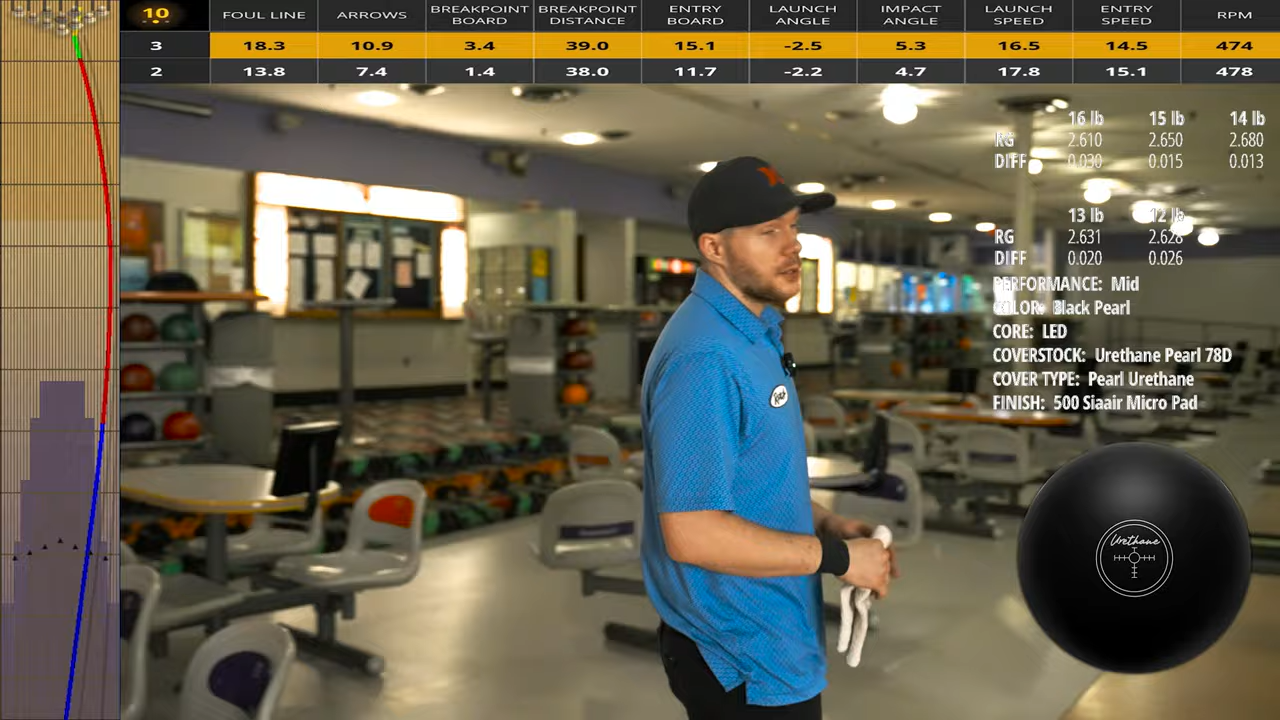 10 FOUL LINE ARROWS BREAKPOINT BOARD BREAKPOINT DISTANCE ENTRY BOARD LAUNCH ANGLE IMPACT ANGLE LAUNCH SPEED ENTRY SPEED RPM
3 18.3 10.9 3.4 39.0 15.1 -2.5 5.3 16.5 14.5 474
2 13.8 7.4 1.4 38.0 11.7 -2.2 4.7 17.8 15.1 478
16 lb 15 lb 14 lb
RG 2.610 2.650 2.680
DIFF 0.030 0.015 0.013
13 lb 12 lb
RG 2.631 2.628
DIFF 0.020 0.026
PERFORMANCE: Mid
COLOR: Black Pearl
CORE: LED
COVERSTOCK: Urethane Pearl 78D
COVER TYPE: Pearl Urethane
FINISH: 500 Siaair Micro Pad
Urethane